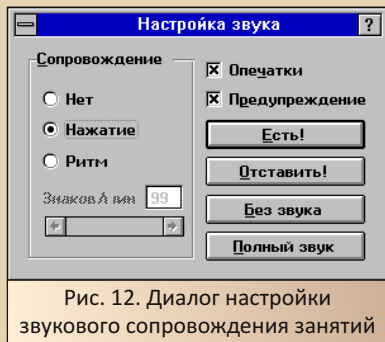 Настройка звука ?
Сопровождение
Нет
Нажатие
Ритм
Знаков/мин 99
Опечатки
Предупреждение
Есть!
Отставить!
Без звука
Полный звук
Рис. 12. Диалог настройки
звукового сопровождения занятий